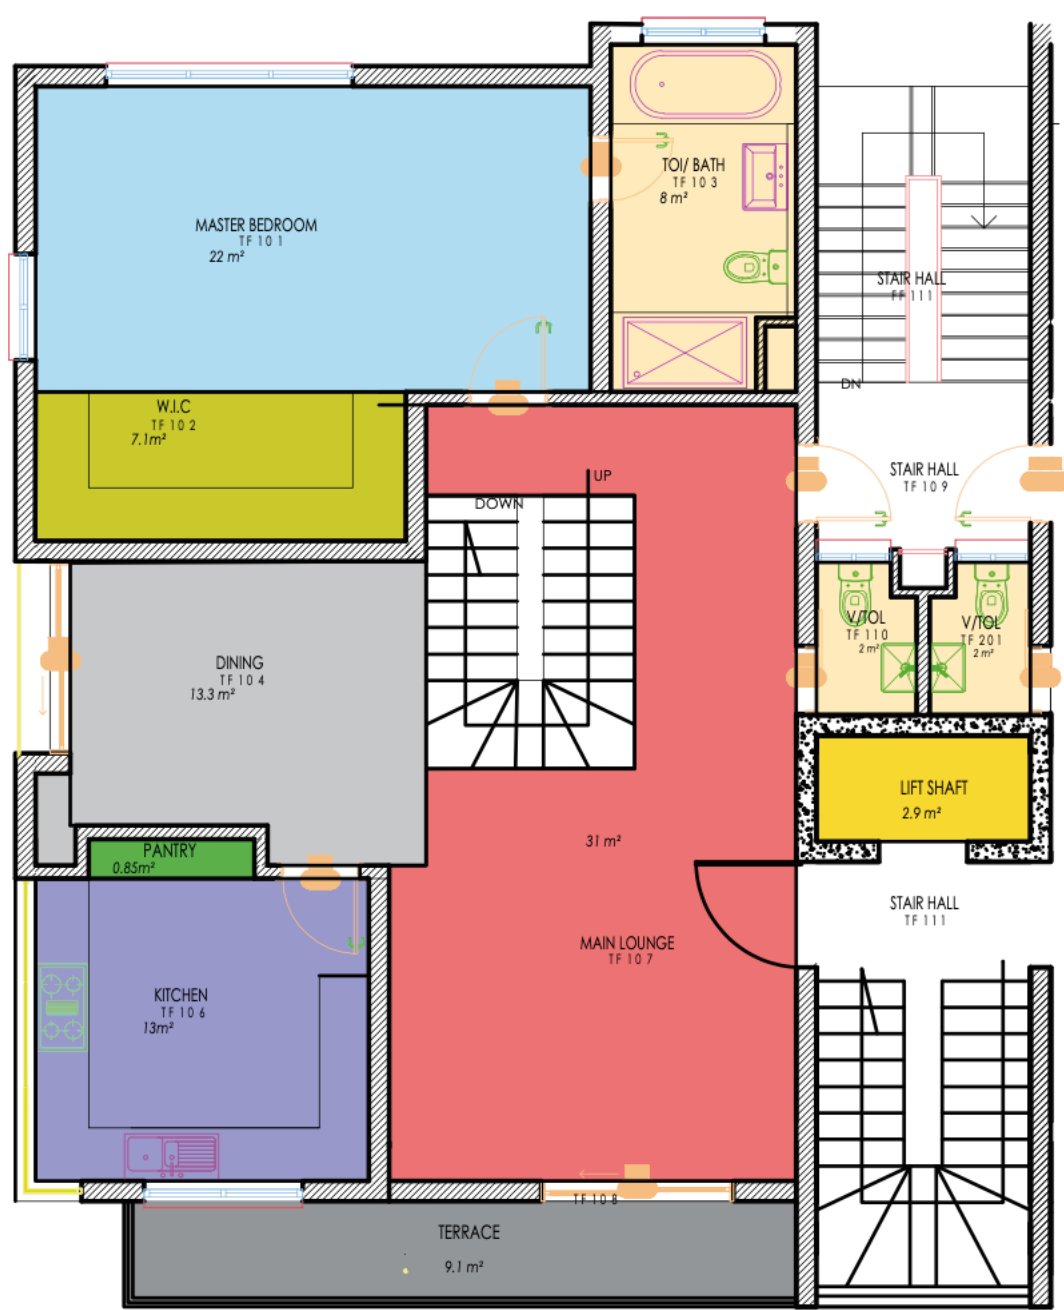 MASTER BEDROOM
TF 10 1
22 m²
TOI/ BATH
TF 10 3
8 m²
STAIR HALL
FF 111
DN
W.I.C
TF 10 2
7.1m²
UP
DOWN
STAIR HALL
TF 10 9
V/TOL
TF 110
2 m²
V/TOL
TF 201
2 m²
DINING
TF 10 4
13.3 m²
LIFT SHAFT
2.9 m²
31 m²
PANTRY
0.85m²
STAIR HALL
TF 111
MAIN LOUNGE
TF 10 7
KITCHEN
TF 10 6
13m²
TF 10 8
TERRACE
9.1 m²